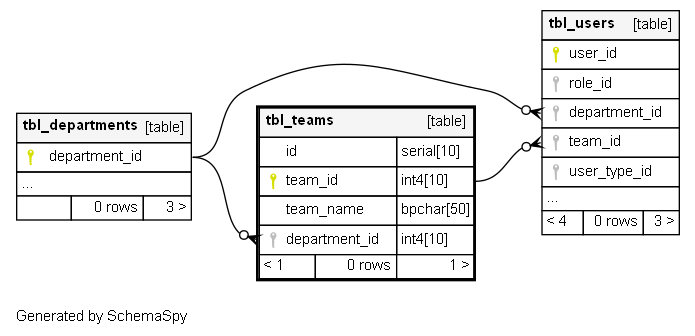 tbl_departments [table]
department_id
...
0 rows 3 >
tbl_teams [table]
id serial[10]
team_id int4[10]
team_name bpchar[50]
department_id int4[10]
< 1 0 rows 1 >
tbl_users [table]
user_id
role_id
department_id
team_id
user_type_id
...
< 4 0 rows 3 >
Generated by SchemaSpy